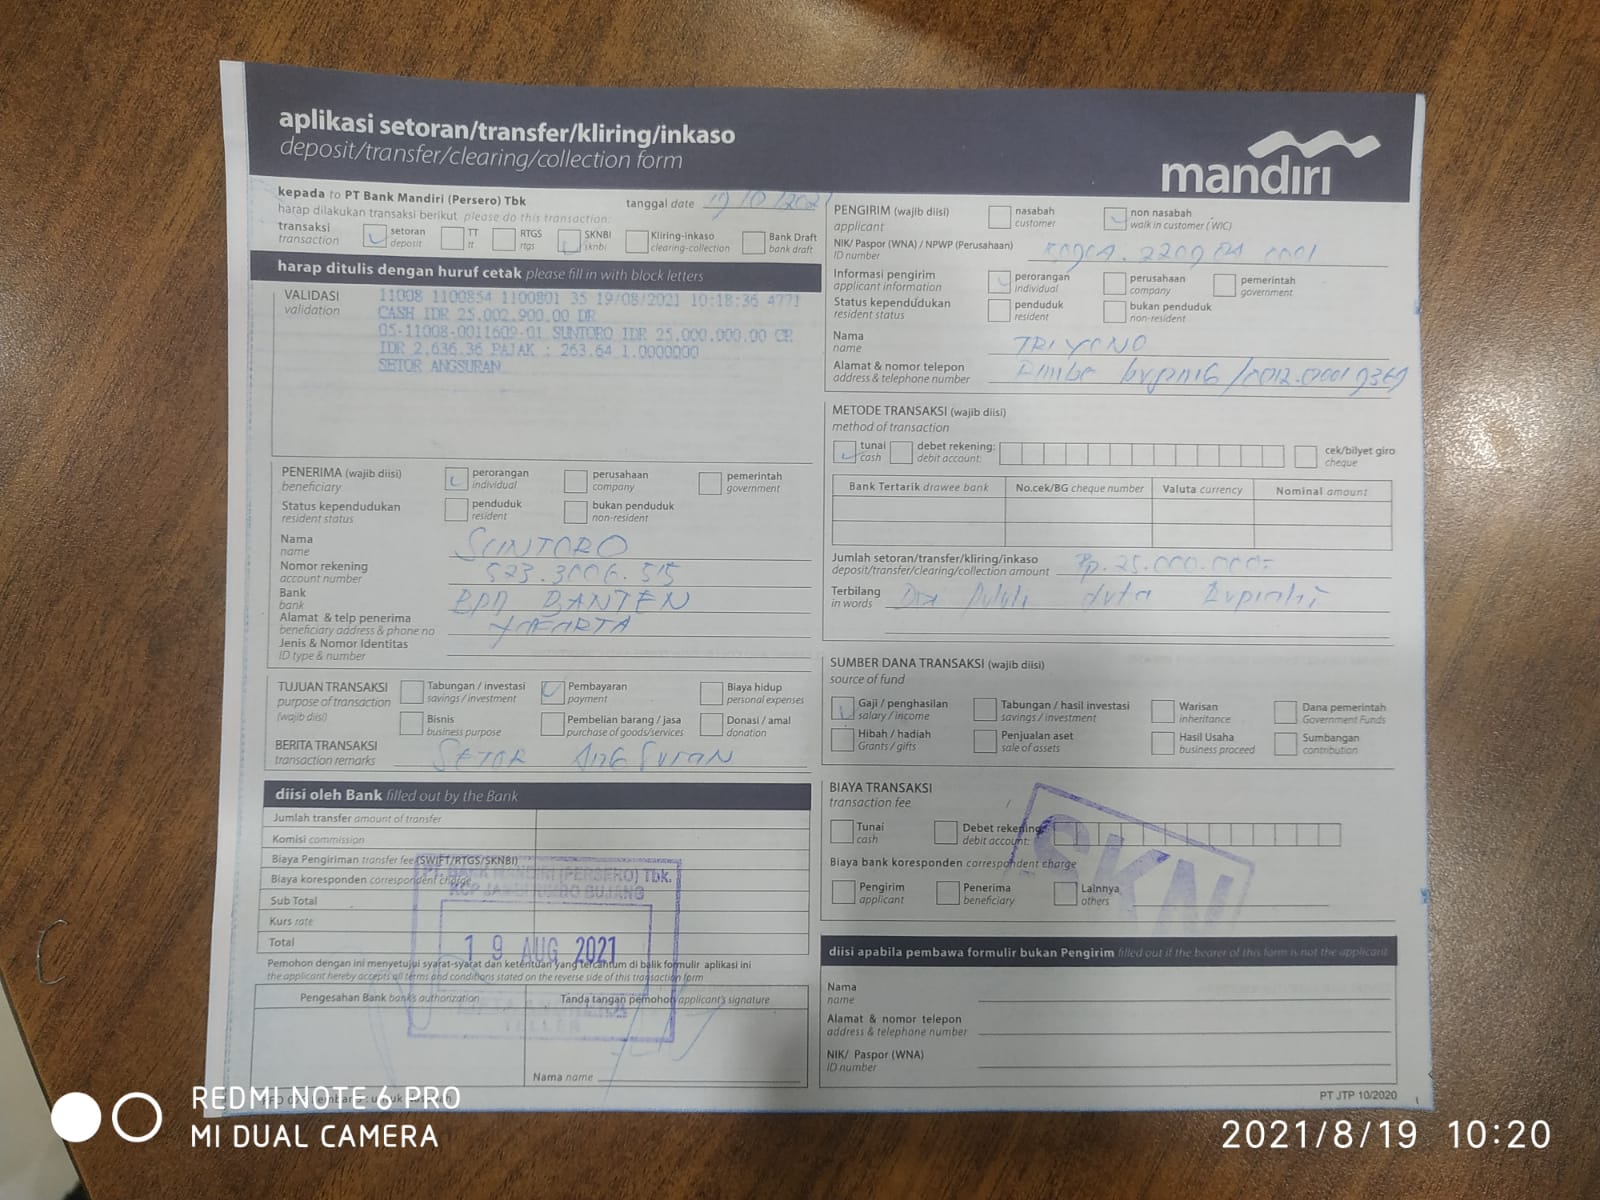 aplikasi setoran/transfer/kliring/inkaso
deposit/transfer/clearing/collection form
mandiri
kepada to PT Bank Mandiri (Persero) Tbk
tanggal date
harap dilakukan transaksi berikut please do this transaction:
transaksi
transaction
setoran
deposit
TT
tt
RTGS
rtgs
SKNBI
sknbi
Kliring-inkaso
clearing-collection
Bank Draft
bank draft
harap ditulis dengan huruf cetak please fill in with block letters
VALIDASI
validation
11008 1100854 1100801 35 19/08/2021 10:18:36 4771
CASH IDR 25.002.900.00 DR
05-11008-0011609-01 SUNTORO IDR 25.000.000.00 CR
IDR 2,636.36 PAJAK : 263.64 1.0000000
SETOR ANGSURAN
PENERIMA (wajib diisi)
beneficiary
perorangan
individual
perusahaan
company
pemerintah
government
Status kependudukan
resident status
penduduk
resident
bukan penduduk
non-resident
Nama
name
SUNTORO
Nomor rekening
account number
523.3006.515
Bank
bank
BPD BANTEN
Alamat & telp penerima
beneficiary address & phone no
Jenis & Nomor Identitas
ID type & number
TUJUAN TRANSAKSI
purpose of transaction
(wajib diisi)
Tabungan / investasi
savings / investment
Pembayaran
payment
Biaya hidup
personal expenses
Bisnis
business purpose
Pembelian barang / jasa
purchase of goods/services
Donasi / amal
donation
BERITA TRANSAKSI
transaction remarks
SETOR AngSuran
diisi oleh Bank filled out by the Bank
Jumlah transfer amount of transfer
Komisi commission
Biaya Pengiriman transfer fee (SWIFT/RTGS/SKNBI)
Biaya koresponden correspondent charge
Sub Total
Kurs rate
Total
PT. BANK MANDIRI (PERSERO) Tbk.
KCP JAMBI RIMBO BUJANG
19 AUG 2021
TELLER
Pemohon dengan ini menyetujui syarat-syarat dan ketentuan yang tercantum di balik formulir aplikasi ini
the applicant hereby accepts all terms and conditions stated on the reverse side of this transaction form
Pengesahan Bank bank's authorization
Tanda tangan pemohon applicant's signature
Nama name
PENGIRIM (wajib diisi)
applicant
nasabah
customer
non nasabah
walk in customer (WIC)
NIK/ Paspor (WNA) / NPWP (Perusahaan)
ID number
Informasi pengirim
applicant information
perorangan
individual
perusahaan
company
pemerintah
government
Status kependudukan
resident status
penduduk
resident
bukan penduduk
non-resident
Nama
name
TRIYONO
Alamat & nomor telepon
address & telephone number
METODE TRANSAKSI (wajib diisi)
method of transaction
tunai
cash
debet rekening:
debit account:
cek/bilyet giro
cheque
Bank Tertarik drawee bank
No.cek/BG cheque number
Valuta currency
Nominal amount
Jumlah setoran/transfer/kliring/inkaso
deposit/transfer/clearing/collection amount
Rp. 25.000.000,-
Terbilang
in words
SUMBER DANA TRANSAKSI (wajib diisi)
source of fund
Gaji / penghasilan
salary / income
Tabungan / hasil investasi
savings / investment
Warisan
inheritance
Dana pemerintah
Government Funds
Hibah / hadiah
Grants / gifts
Penjualan aset
sale of assets
Hasil Usaha
business proceed
Sumbangan
contribution
BIAYA TRANSAKSI
transaction fee
Tunai
cash
Debet rekening:
debit account:
SKN
Biaya bank koresponden correspondent charge
Pengirim
applicant
Penerima
beneficiary
Lainnya
others
diisi apabila pembawa formulir bukan Pengirim filled out if the bearer of this form is not the applicant
Nama
name
Alamat & nomor telepon
address & telephone number
NIK/ Paspor (WNA)
ID number
PT JTP 10/2020
REDMI NOTE 6 PRO
MI DUAL CAMERA
2021/8/19 10:20